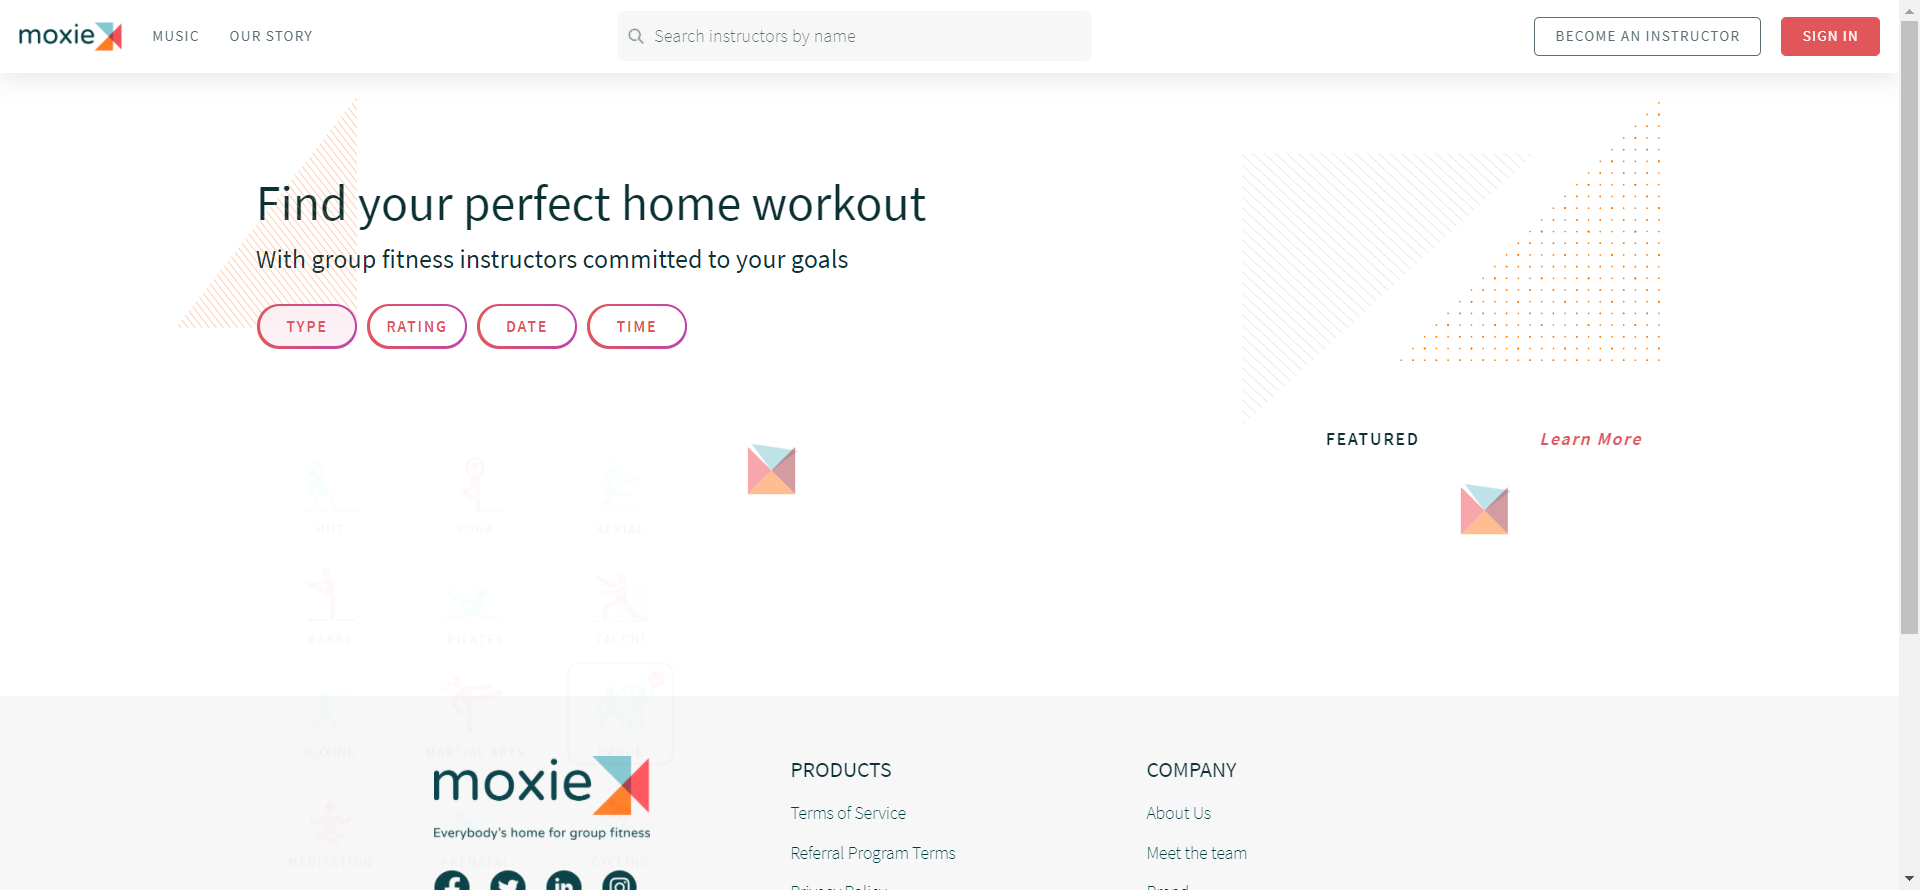 moxie
MUSIC
OUR STORY
Search instructors by name
BECOME AN INSTRUCTOR
SIGN IN
Find your perfect home workout
With group fitness instructors committed to your goals
TYPE
RATING
DATE
TIME
FEATURED
Learn More
HIIT
YOGA
AERIAL
BARRE
PILATES
TAI CHI
BOXING
MARTIAL ARTS
DANCE
MEDITATION
PRENATAL
CYCLING
moxie
Everybody's home for group fitness
PRODUCTS
Terms of Service
Referral Program Terms
Privacy Policy
COMPANY
About Us
Meet the team
Brand